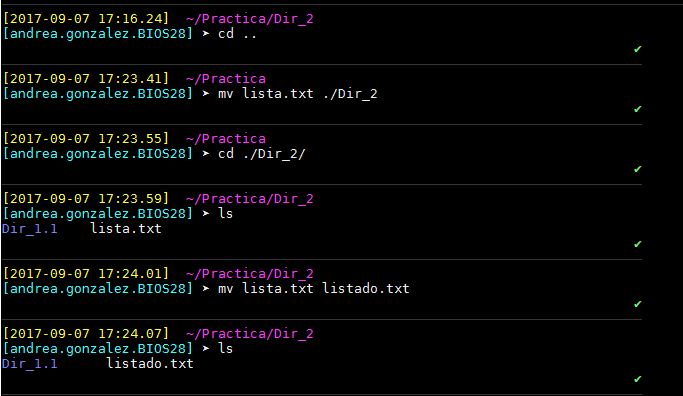 [2017-09-07 17:16.24]  ~/Practica/Dir_2
[andrea.gonzalez.BIOS28] ➤ cd ..
✔
[2017-09-07 17:23.41]  ~/Practica
[andrea.gonzalez.BIOS28] ➤ mv lista.txt ./Dir_2
✔
[2017-09-07 17:23.55]  ~/Practica
[andrea.gonzalez.BIOS28] ➤ cd ./Dir_2/
✔
[2017-09-07 17:23.59]  ~/Practica/Dir_2
[andrea.gonzalez.BIOS28] ➤ ls
Dir_1.1    lista.txt
✔
[2017-09-07 17:24.01]  ~/Practica/Dir_2
[andrea.gonzalez.BIOS28] ➤ mv lista.txt listado.txt
✔
[2017-09-07 17:24.07]  ~/Practica/Dir_2
[andrea.gonzalez.BIOS28] ➤ ls
Dir_1.1      listado.txt
✔